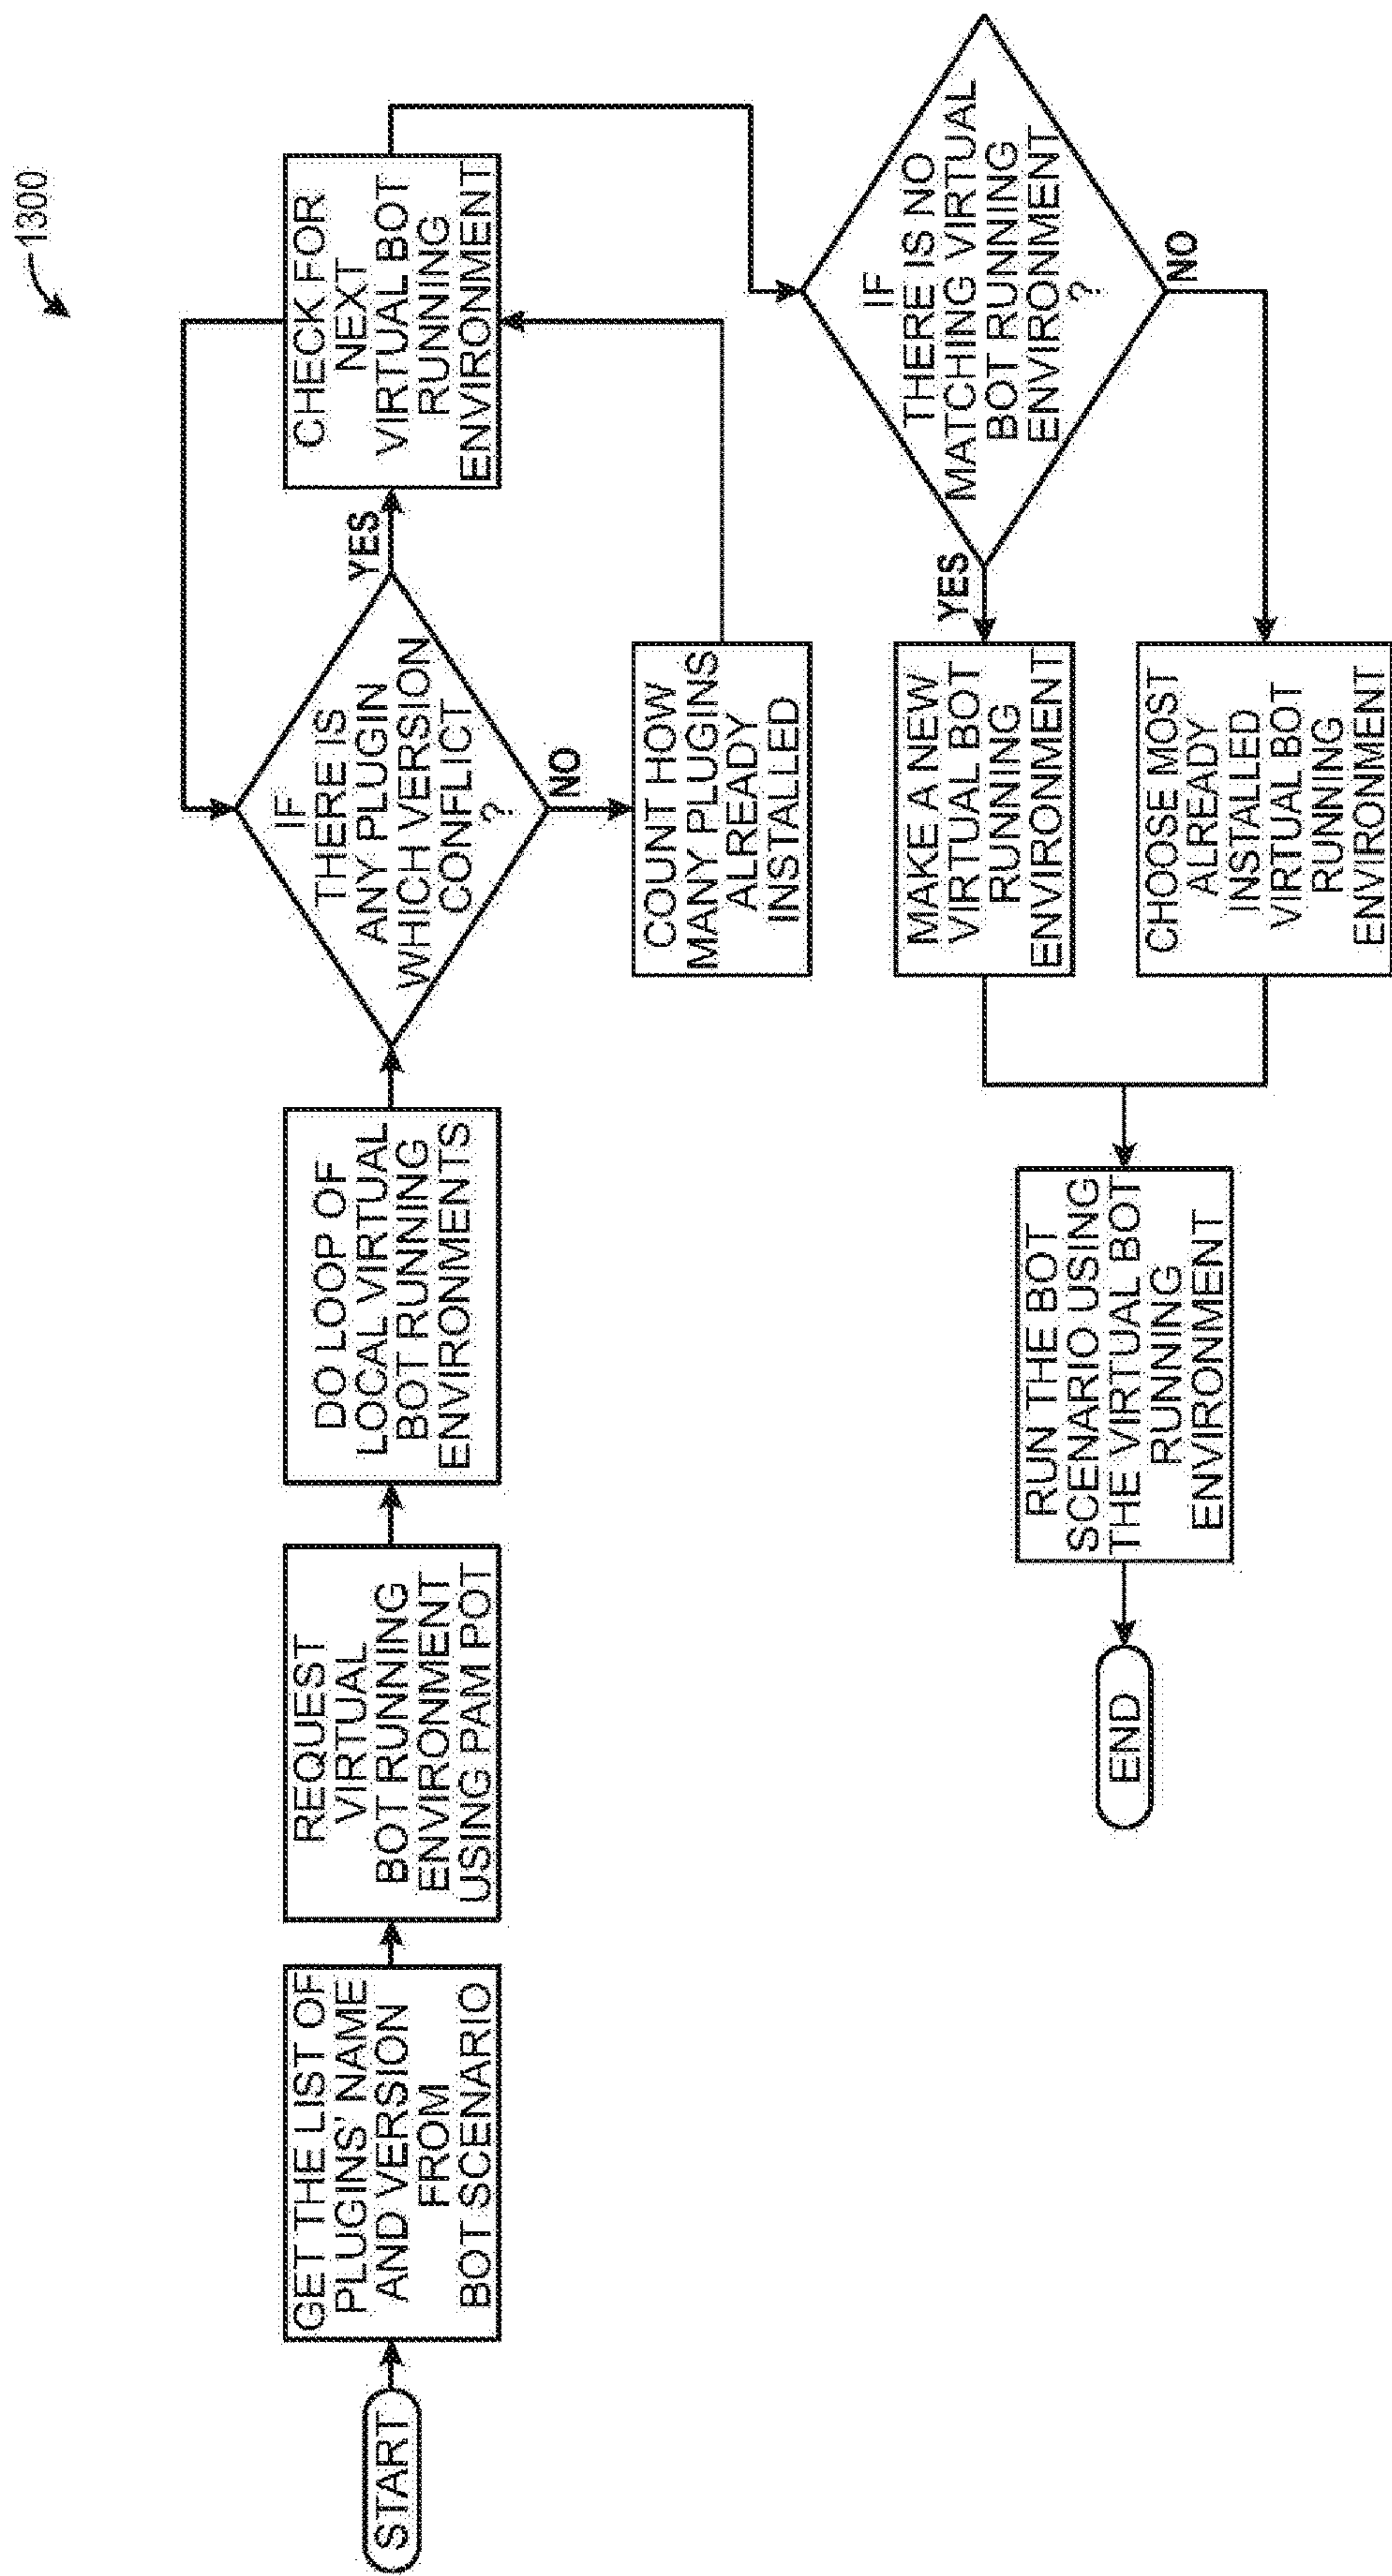 1300
START
GET THE LIST OF
PLUGINS' NAME
AND VERSION
FROM
BOT SCENARIO
REQUEST
VIRTUAL
BOT RUNNING
ENVIRONMENT
USING PAM POT
DO LOOP OF
LOCAL VIRTUAL
BOT RUNNING
ENVIRONMENTS
IF
THERE IS
ANY PLUGIN
WHICH VERSION
CONFLICT
?
YES
NO
CHECK FOR
NEXT
VIRTUAL BOT
RUNNING
ENVIRONMENT
COUNT HOW
MANY PLUGINS
ALREADY
INSTALLED
IF
THERE IS NO
MATCHING VIRTUAL
BOT RUNNING
ENVIRONMENT
?
YES
NO
MAKE A NEW
VIRTUAL BOT
RUNNING
ENVIRONMENT
CHOOSE MOST
ALREADY
INSTALLED
VIRTUAL BOT
RUNNING
ENVIRONMENT
RUN THE BOT
SCENARIO USING
THE VIRTUAL BOT
RUNNING
ENVIRONMENT
END